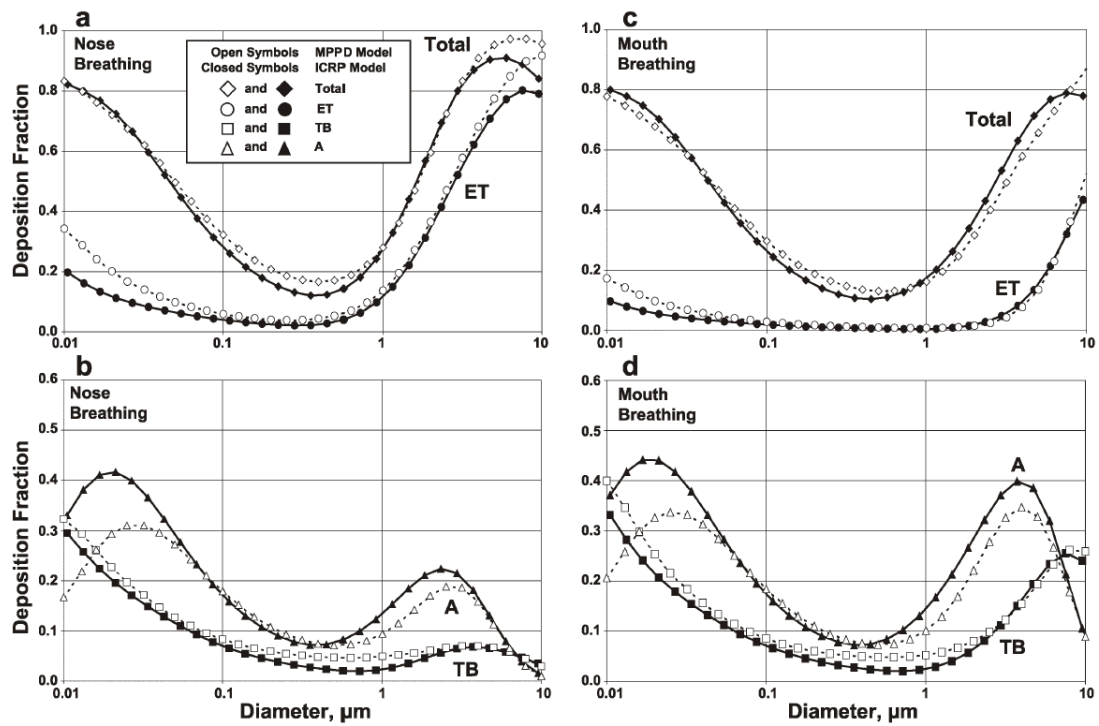 a
Nose
Breathing
Open Symbols MPPD Model
Closed Symbols ICRP Model
and Total
and ET
and TB
and A
Total
ET
Deposition Fraction
1.0
0.8
0.6
0.4
0.2
0.0
0.01 0.1 1 10
c
Mouth
Breathing
Total
ET
1.0
0.8
0.6
0.4
0.2
0.0
0.01 0.1 1 10
b
Nose
Breathing
A
TB
Deposition Fraction
0.6
0.5
0.4
0.3
0.2
0.1
0.0
0.01 0.1 1 10
Diameter, µm
d
Mouth
Breathing
A
TB
0.6
0.5
0.4
0.3
0.2
0.1
0.0
0.01 0.1 1 10
Diameter, µm